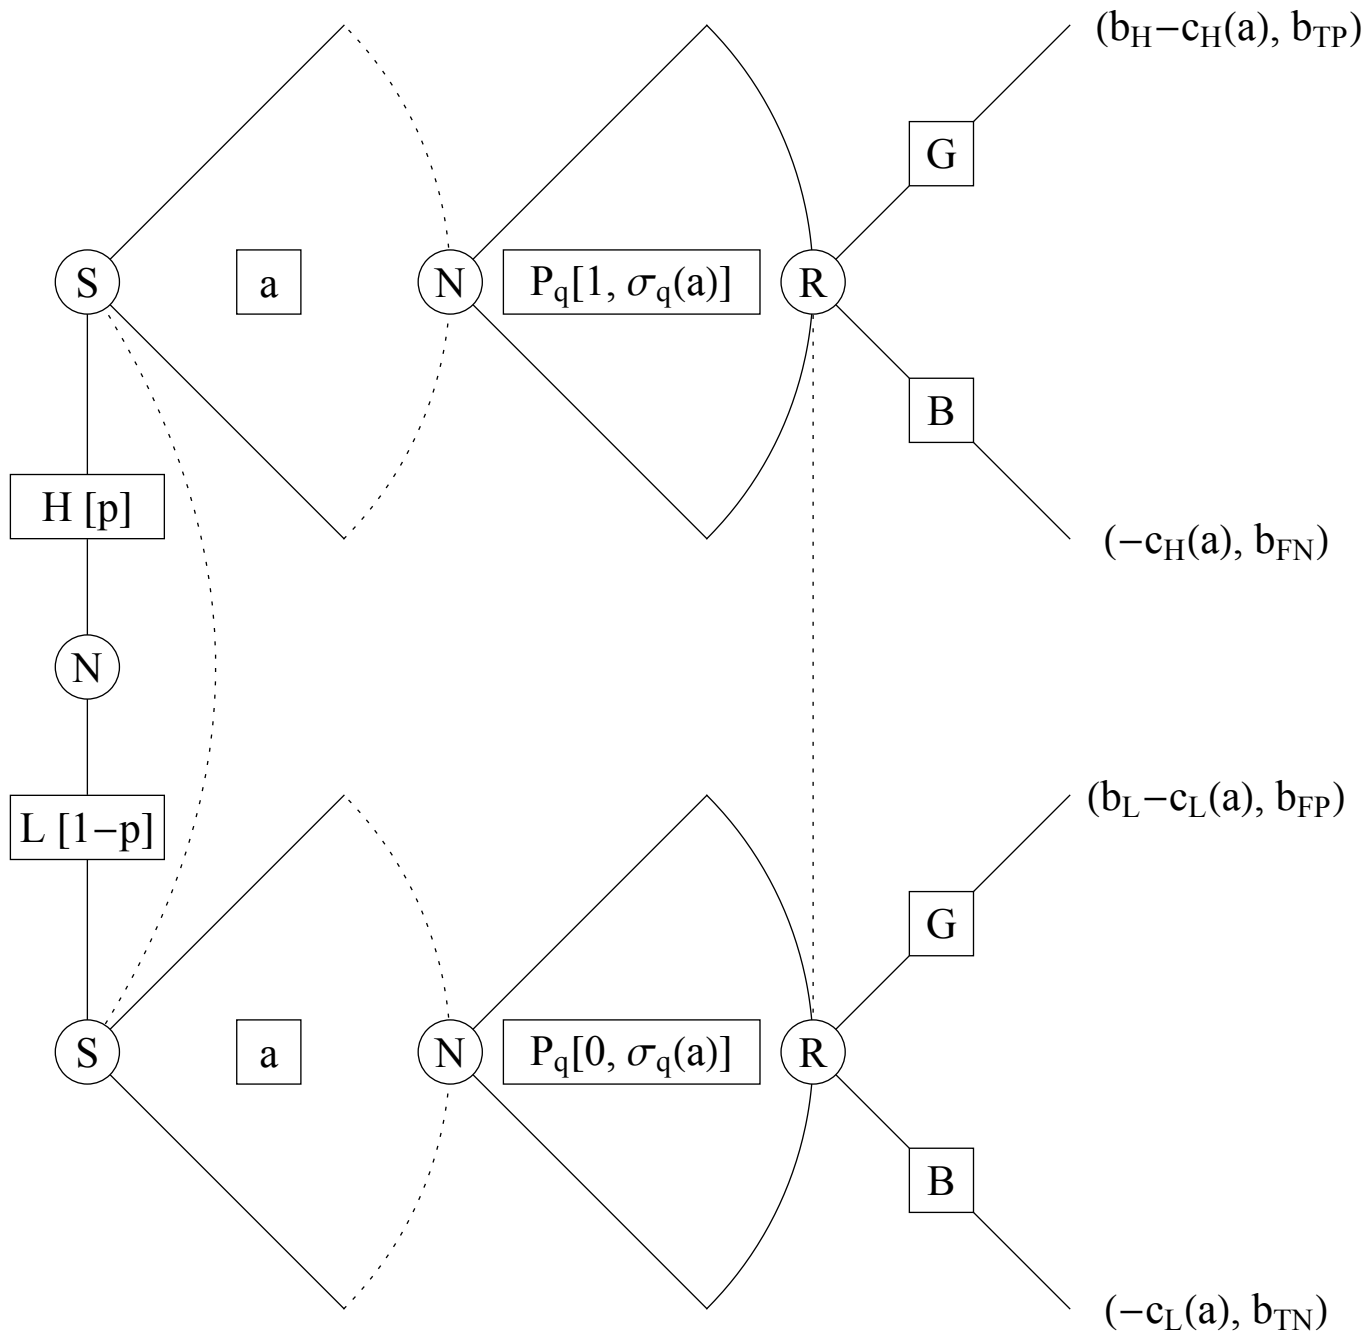 (b_H−c_H(a), b_TP)
G
S
a
N
P_q[1, σ_q(a)]
R
B
H [p]
(−c_H(a), b_FN)
N
(b_L−c_L(a), b_FP)
L [1−p]
G
S
a
N
P_q[0, σ_q(a)]
R
B
(−c_L(a), b_TN)